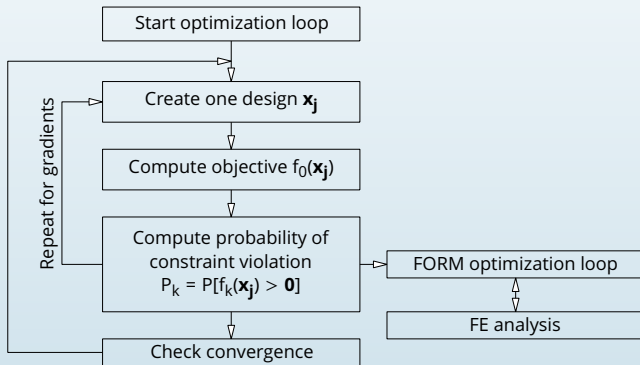 Start optimization loop
Create one design xⱼ
Repeat for gradients
Compute objective f₀(xⱼ)
Compute probability of
constraint violation
Pₖ = P[fₖ(xⱼ) > 0]
FORM optimization loop
FE analysis
Check convergence